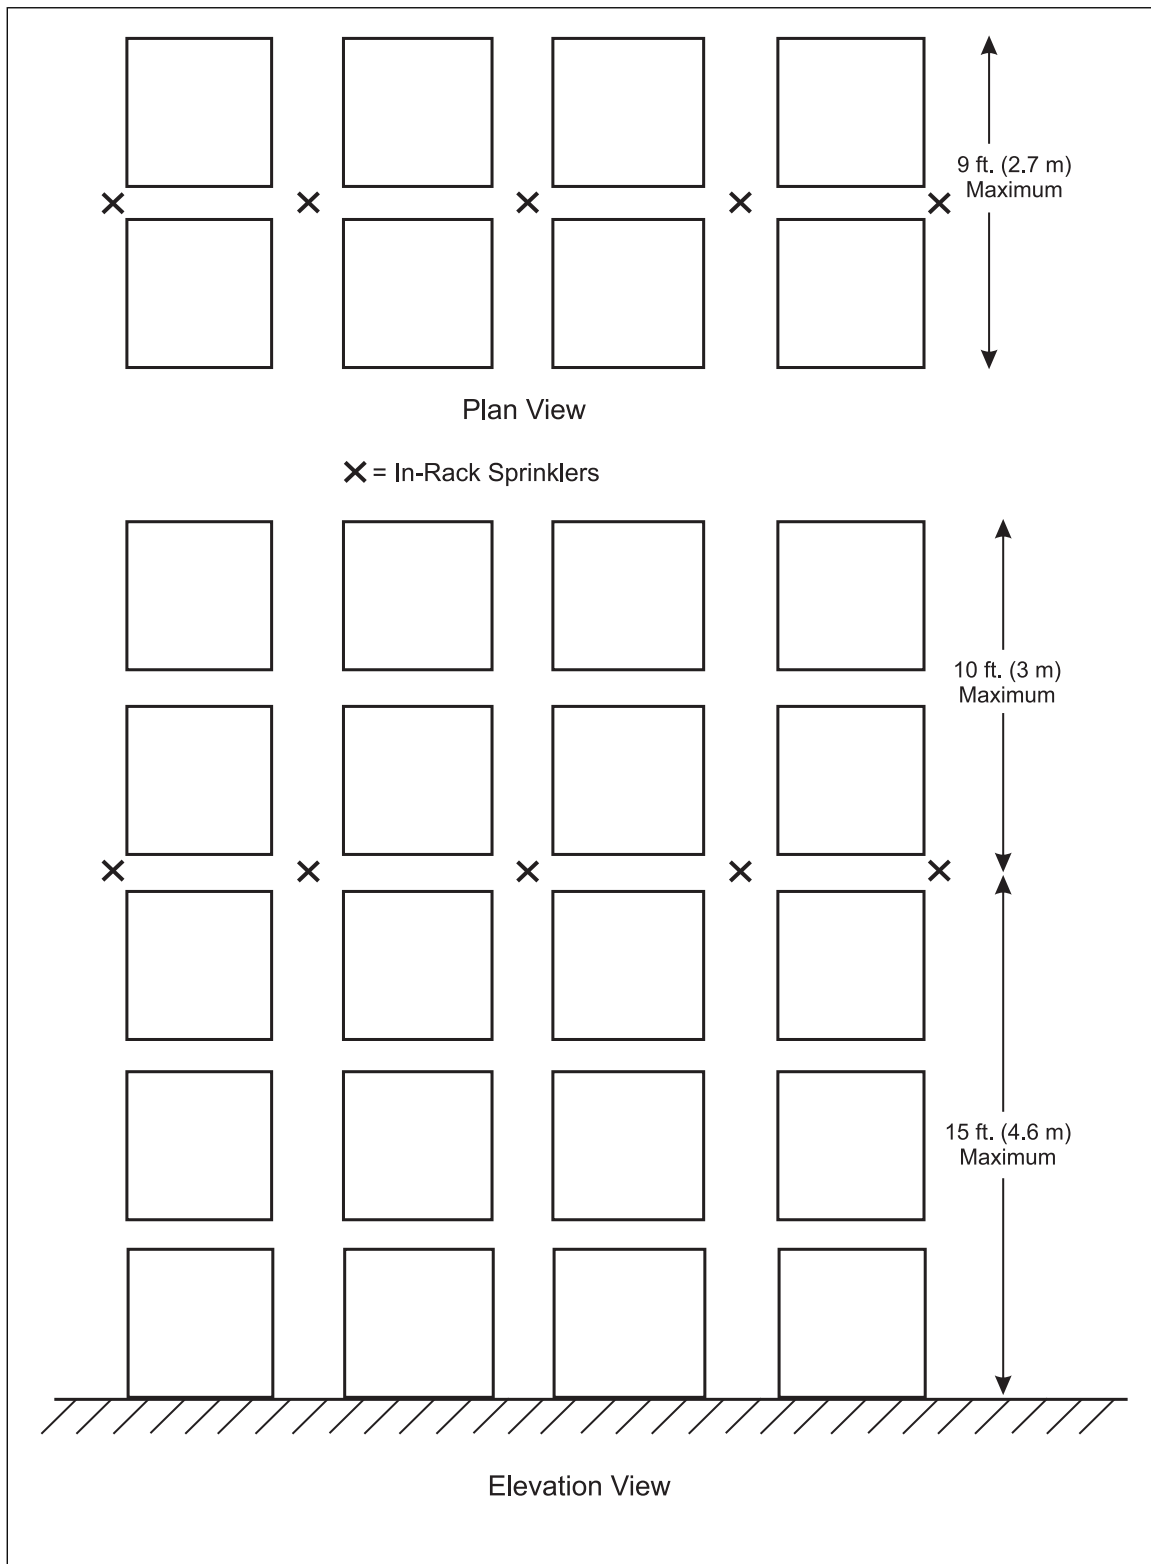 9 ft. (2.7 m)
Maximum
Plan View
= In-Rack Sprinklers
10 ft. (3 m)
Maximum
15 ft. (4.6 m)
Maximum
Elevation View